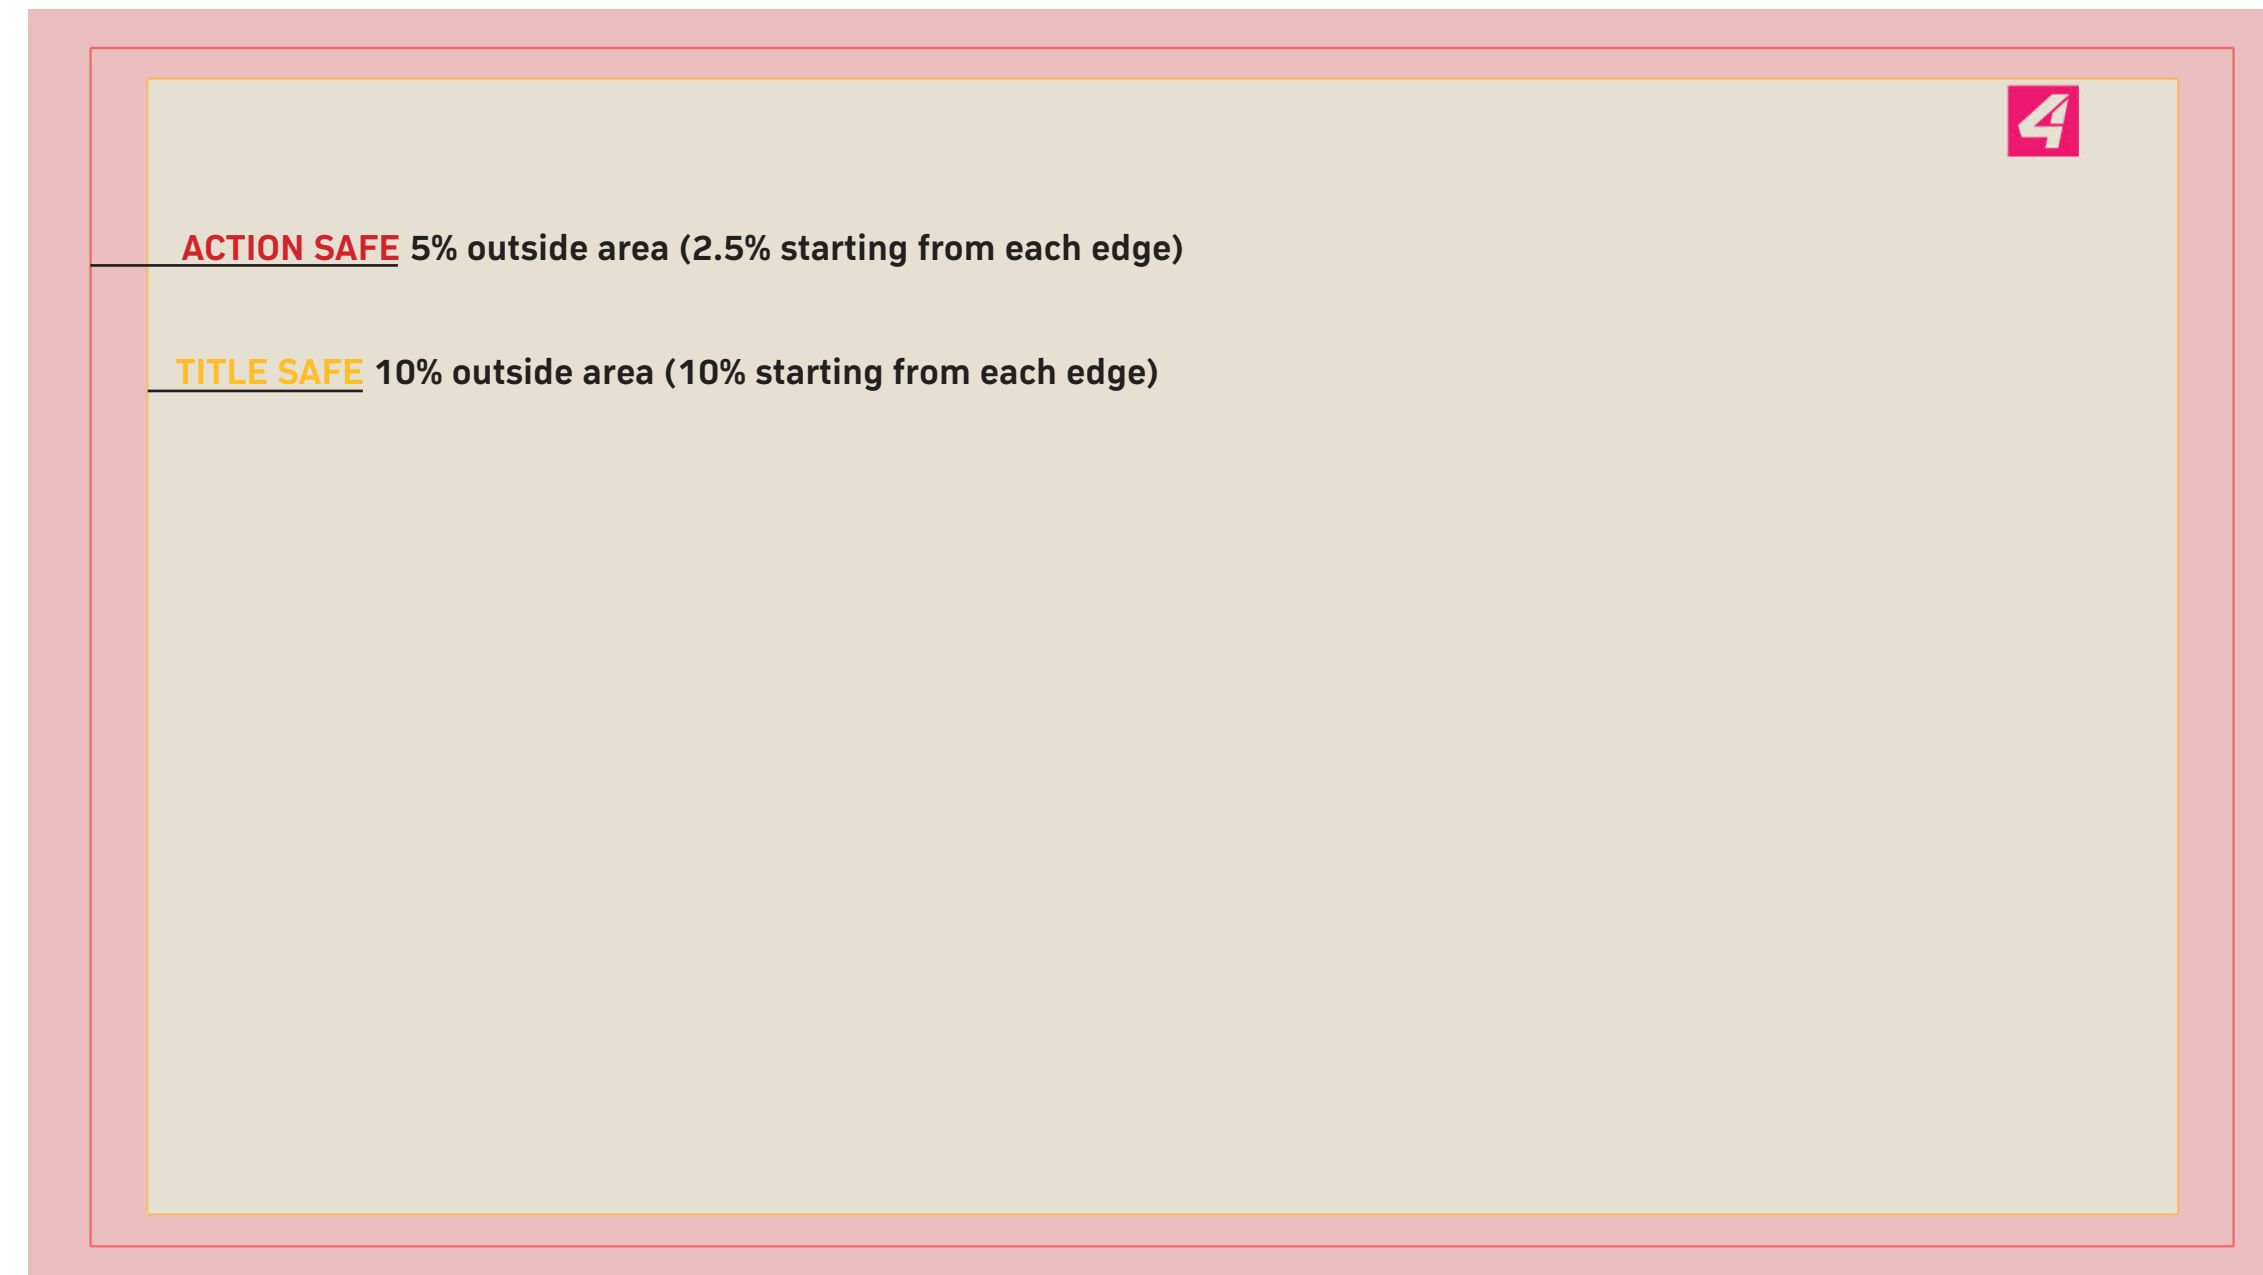 4
ACTION SAFE 5% outside area (2.5% starting from each edge)
TITLE SAFE 10% outside area (10% starting from each edge)